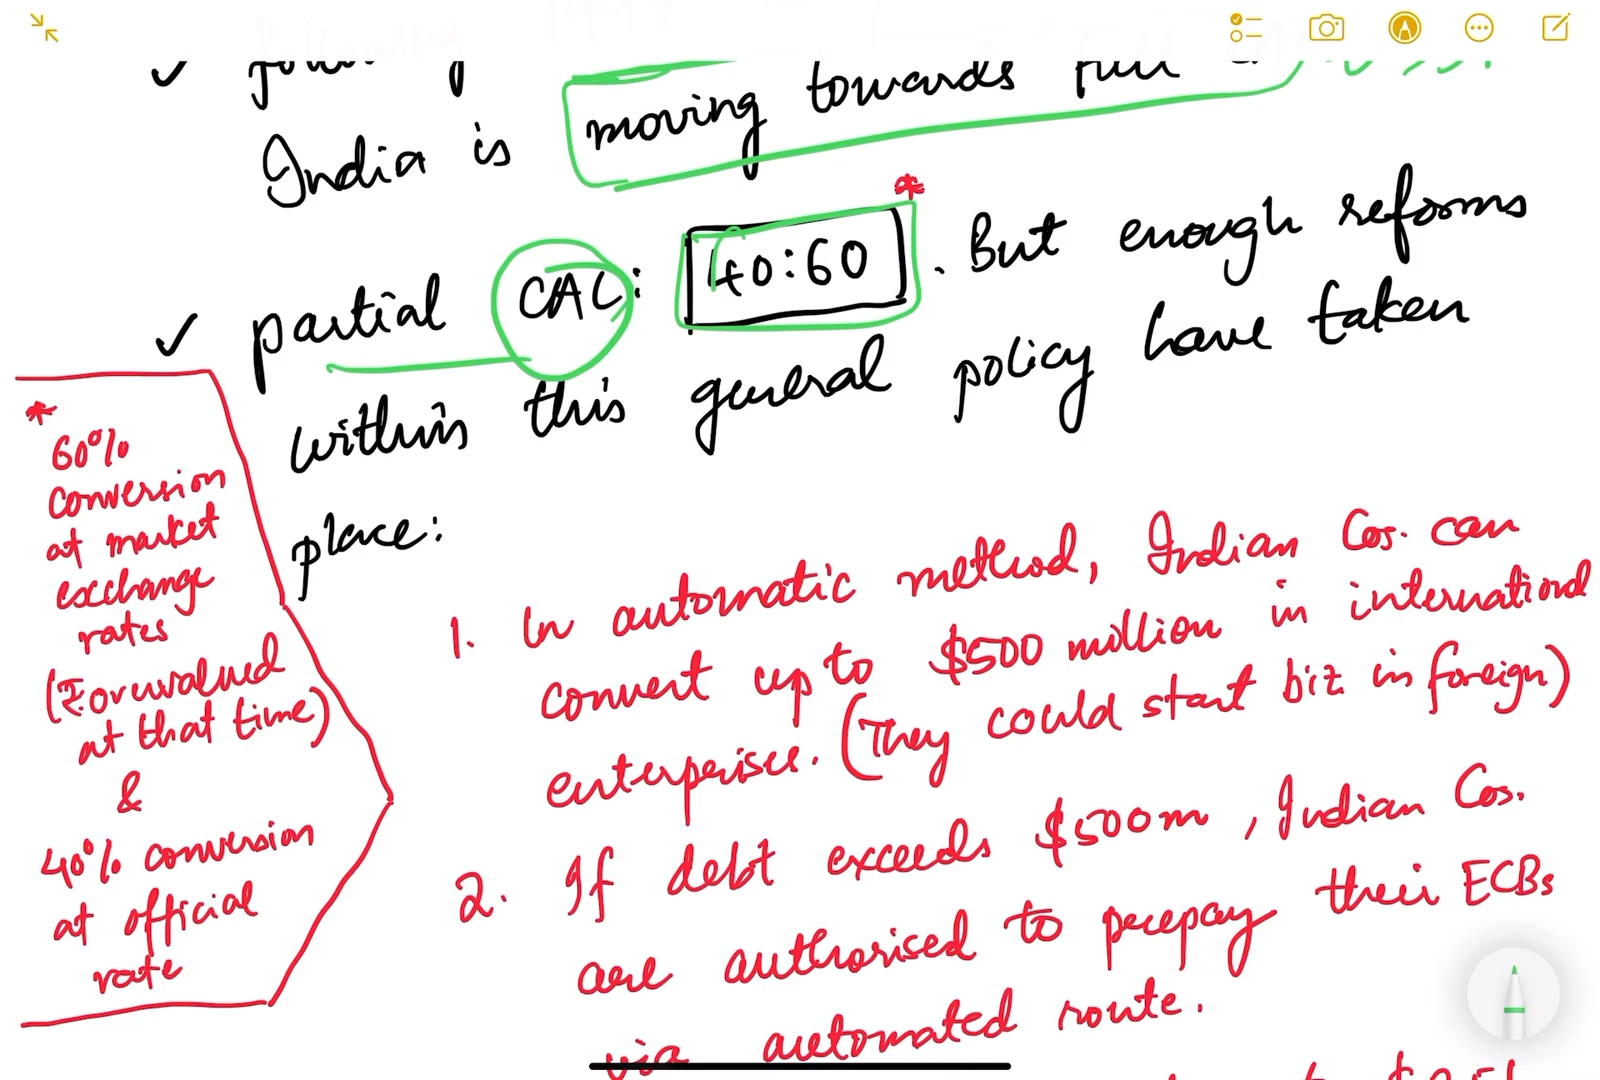 ✓ following
India is moving towards full
✓ partial CAC: 40:60*. But enough reforms
within this general policy have taken
place:
*
60%
conversion
at market
exchange
rates
(₹ overvalued
at that time)
&
40% conversion
at official
rate
1. In automatic method, Indian Cos. can
convert up to $500 million in international
enterprises. (They could start biz in foreign)
2. If debt exceeds $500m, Indian Cos.
are authorised to prepay their ECBs
via automated route.